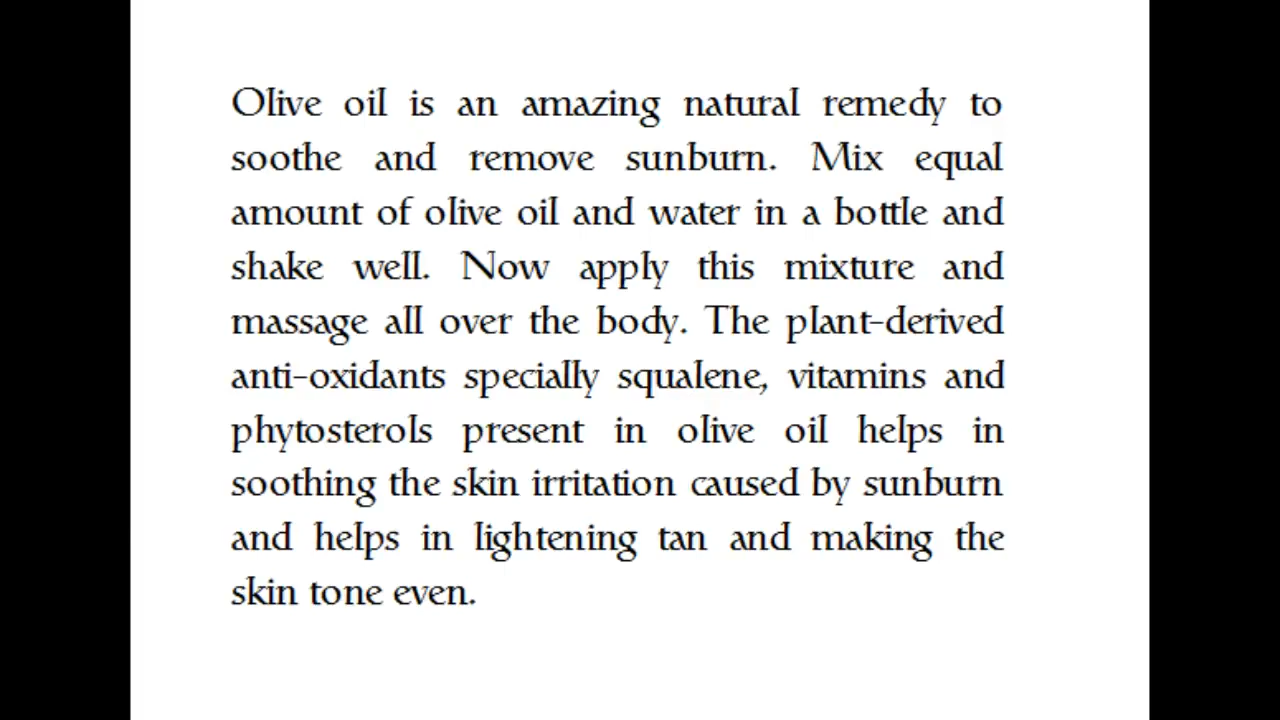 Olive oil is an amazing natural remedy to
soothe and remove sunburn. Mix equal
amount of olive oil and water in a bottle and
shake well. Now apply this mixture and
massage all over the body. The plant-derived
anti-oxidants specially squalene, vitamins and
phytosterols present in olive oil helps in
soothing the skin irritation caused by sunburn
and helps in lightening tan and making the
skin tone even.